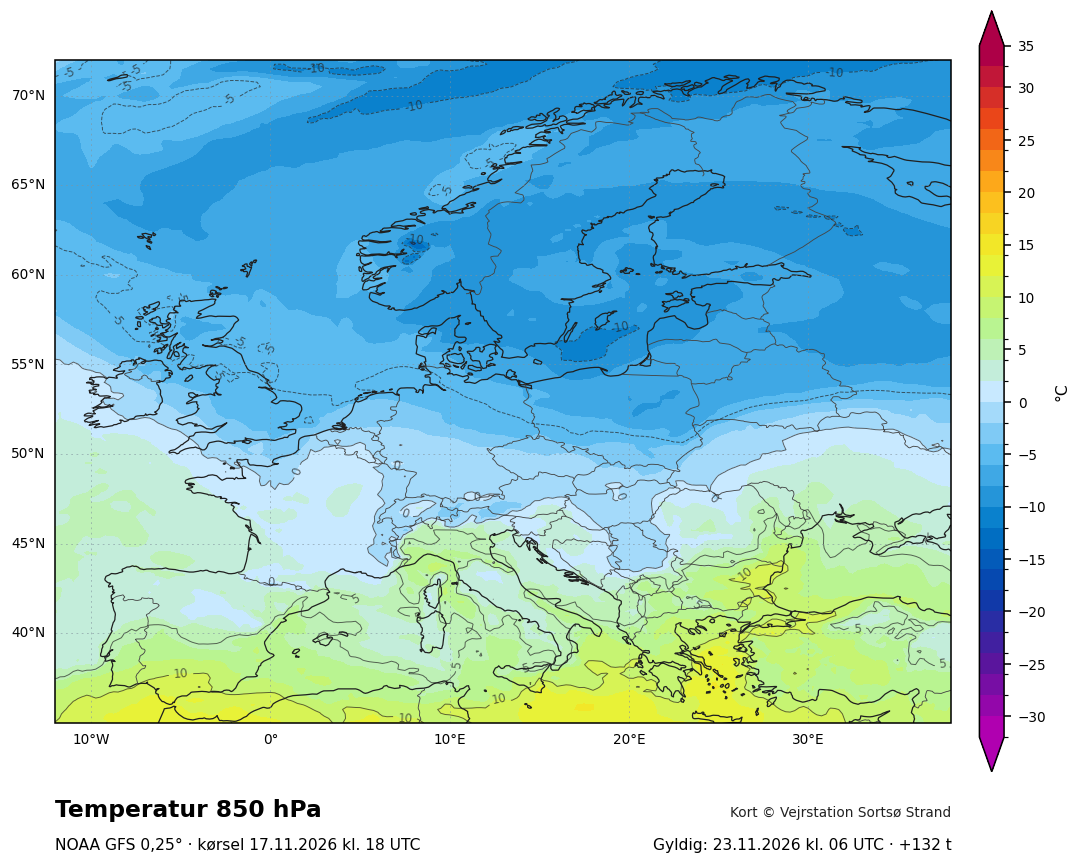 70°N
65°N
60°N
55°N
50°N
45°N
40°N
10°W
0°
10°E
20°E
30°E
35
30
25
20
15
10
5
0
−5
−10
−15
−20
−25
−30
°C
Temperatur 850 hPa
Kort © Vejrstation Sortsø Strand
NOAA GFS 0,25° · kørsel 17.11.2026 kl. 18 UTC
Gyldig: 23.11.2026 kl. 06 UTC · +132 t